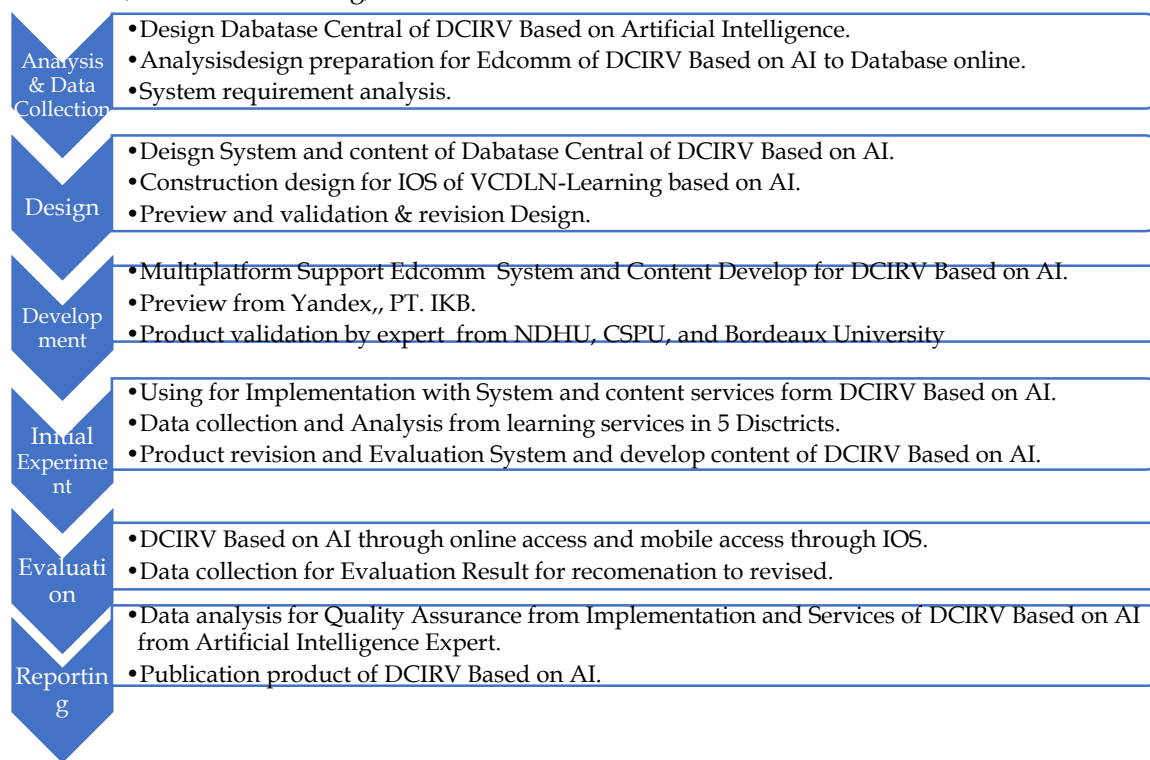 Analysis
& Data
Collection
•Design Dabatase Central of DCIRV Based on Artificial Intelligence.
•Analysisdesign preparation for Edcomm of DCIRV Based on AI to Database online.
•System requirement analysis.
Design
•Deisgn System and content of Dabatase Central of DCIRV Based on AI.
•Construction design for IOS of VCDLN-Learning based on AI.
•Preview and validation & revision Design.
Develop
ment
•Multiplatform Support Edcomm System and Content Develop for DCIRV Based on AI.
•Preview from Yandex,, PT. IKB.
•Product validation by expert from NDHU, CSPU, and Bordeaux University
Initial
Experime
nt
•Using for Implementation with System and content services form DCIRV Based on AI.
•Data collection and Analysis from learning services in 5 Disctricts.
•Product revision and Evaluation System and develop content of DCIRV Based on AI.
Evaluati
on
•DCIRV Based on AI through online access and mobile access through IOS.
•Data collection for Evaluation Result for recomenation to revised.
Reportin
g
•Data analysis for Quality Assurance from Implementation and Services of DCIRV Based on AI
from Artificial Intelligence Expert.
•Publication product of DCIRV Based on AI.